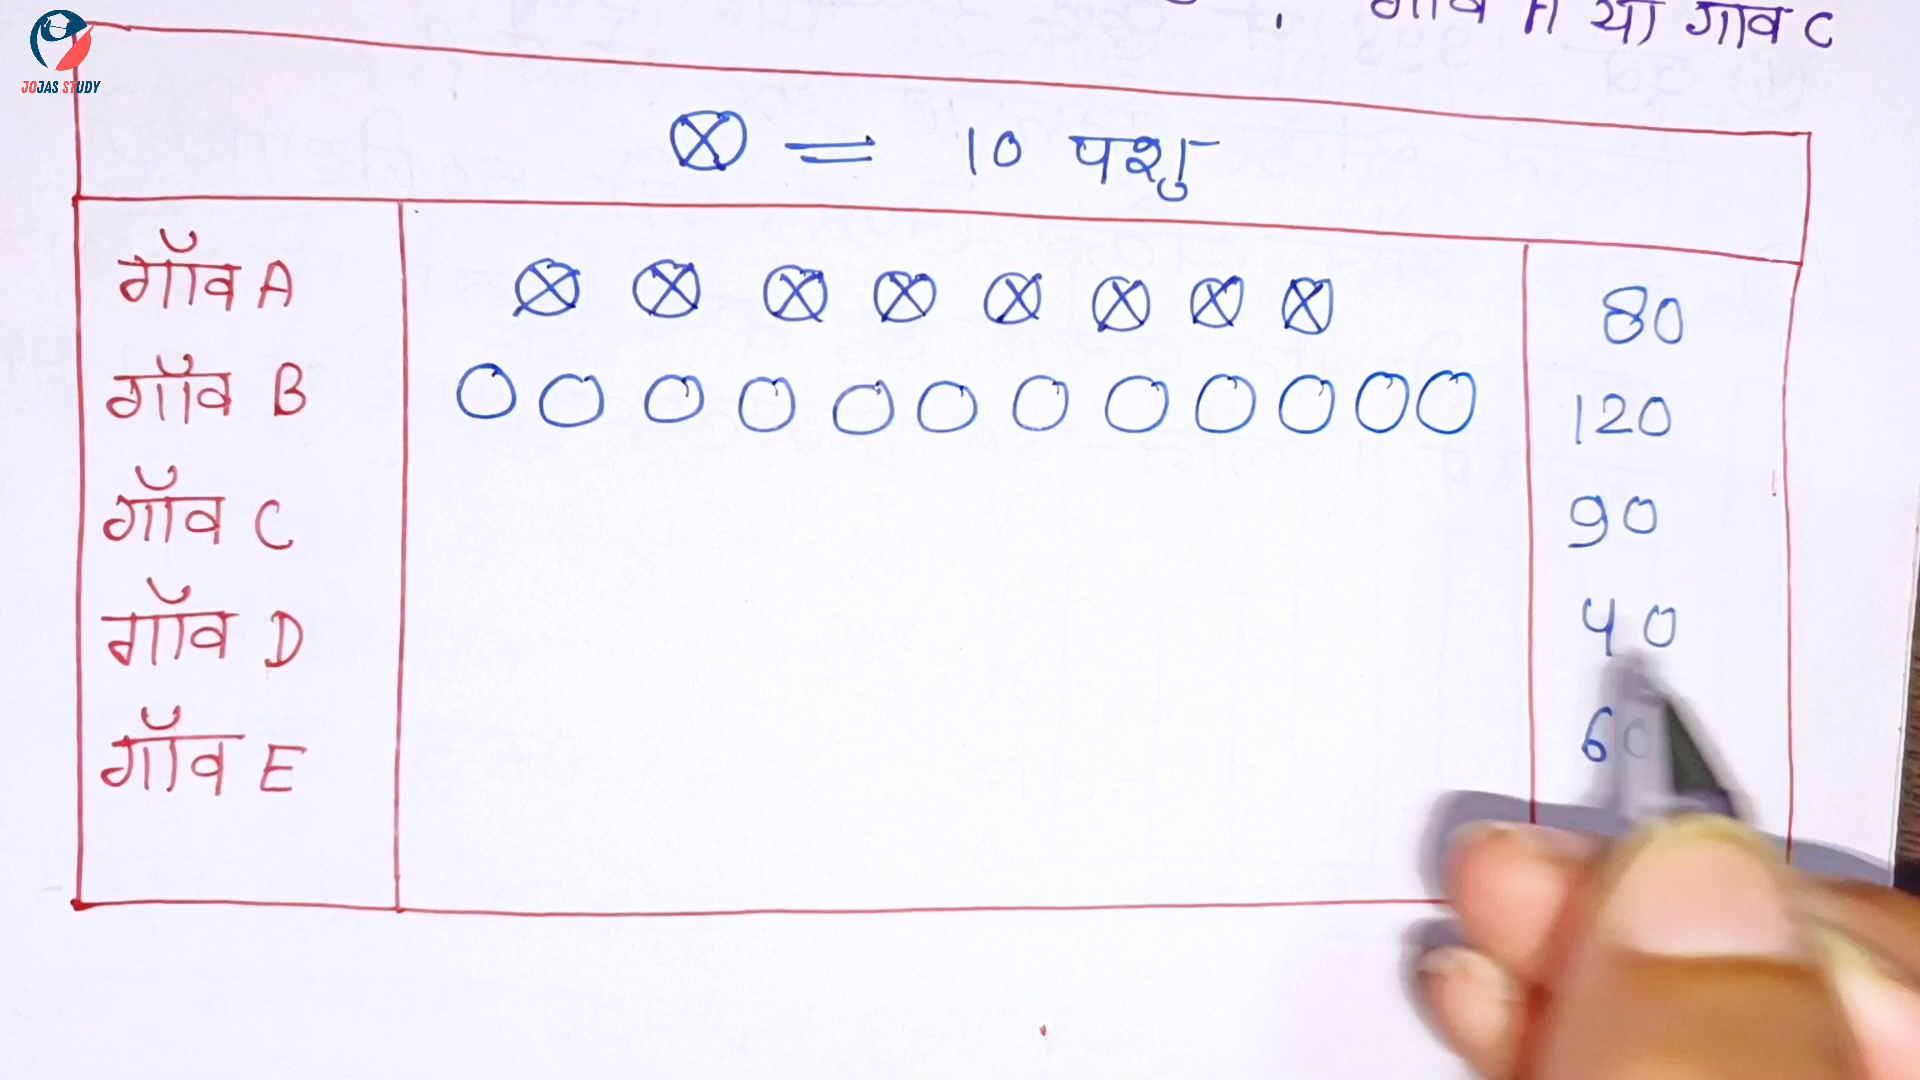 गाँव A या गाँव C
JOJAS STUDY
⊗ = 10 पशु
गाँव A 80
गाँव B 120
गाँव C 90
गाँव D 40
गाँव E 60